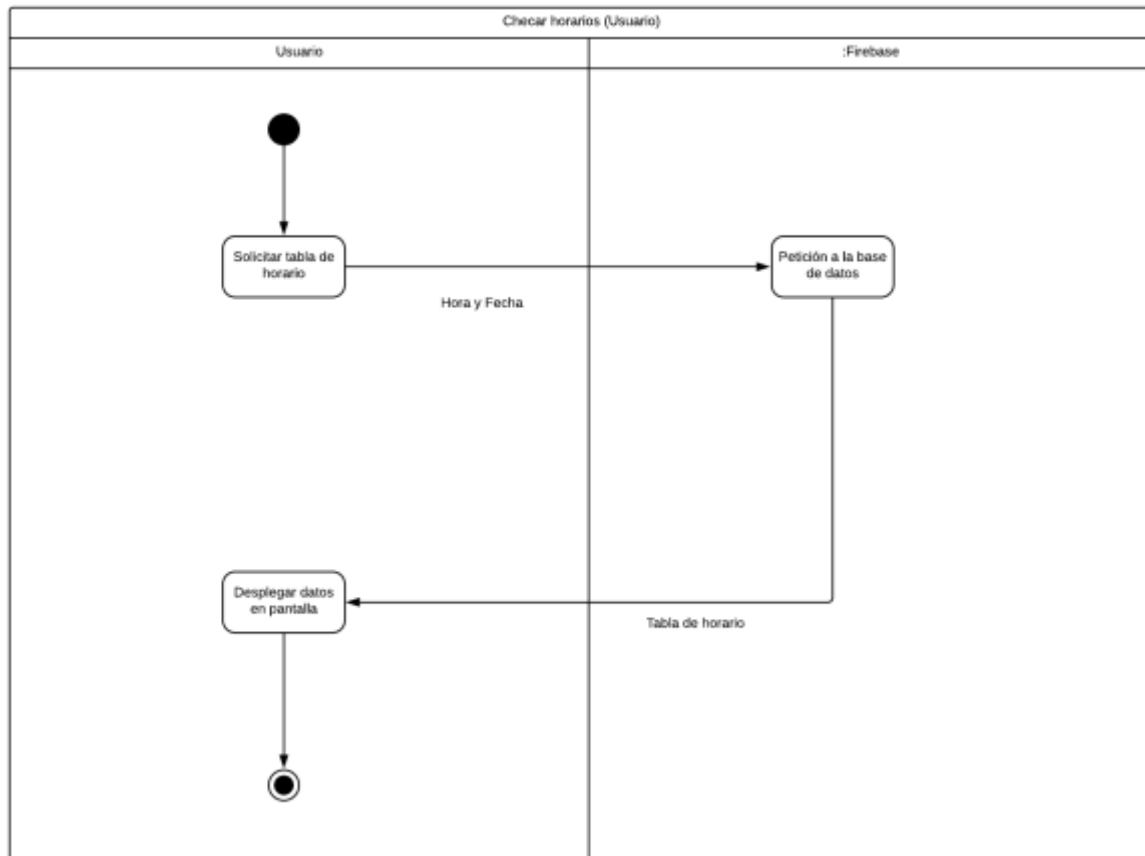 Checar horarios (Usuario)
Usuario
:Firebase
Solicitar tabla de
horario
Petición a la base
de datos
Hora y Fecha
Desplegar datos
en pantalla
Tabla de horario